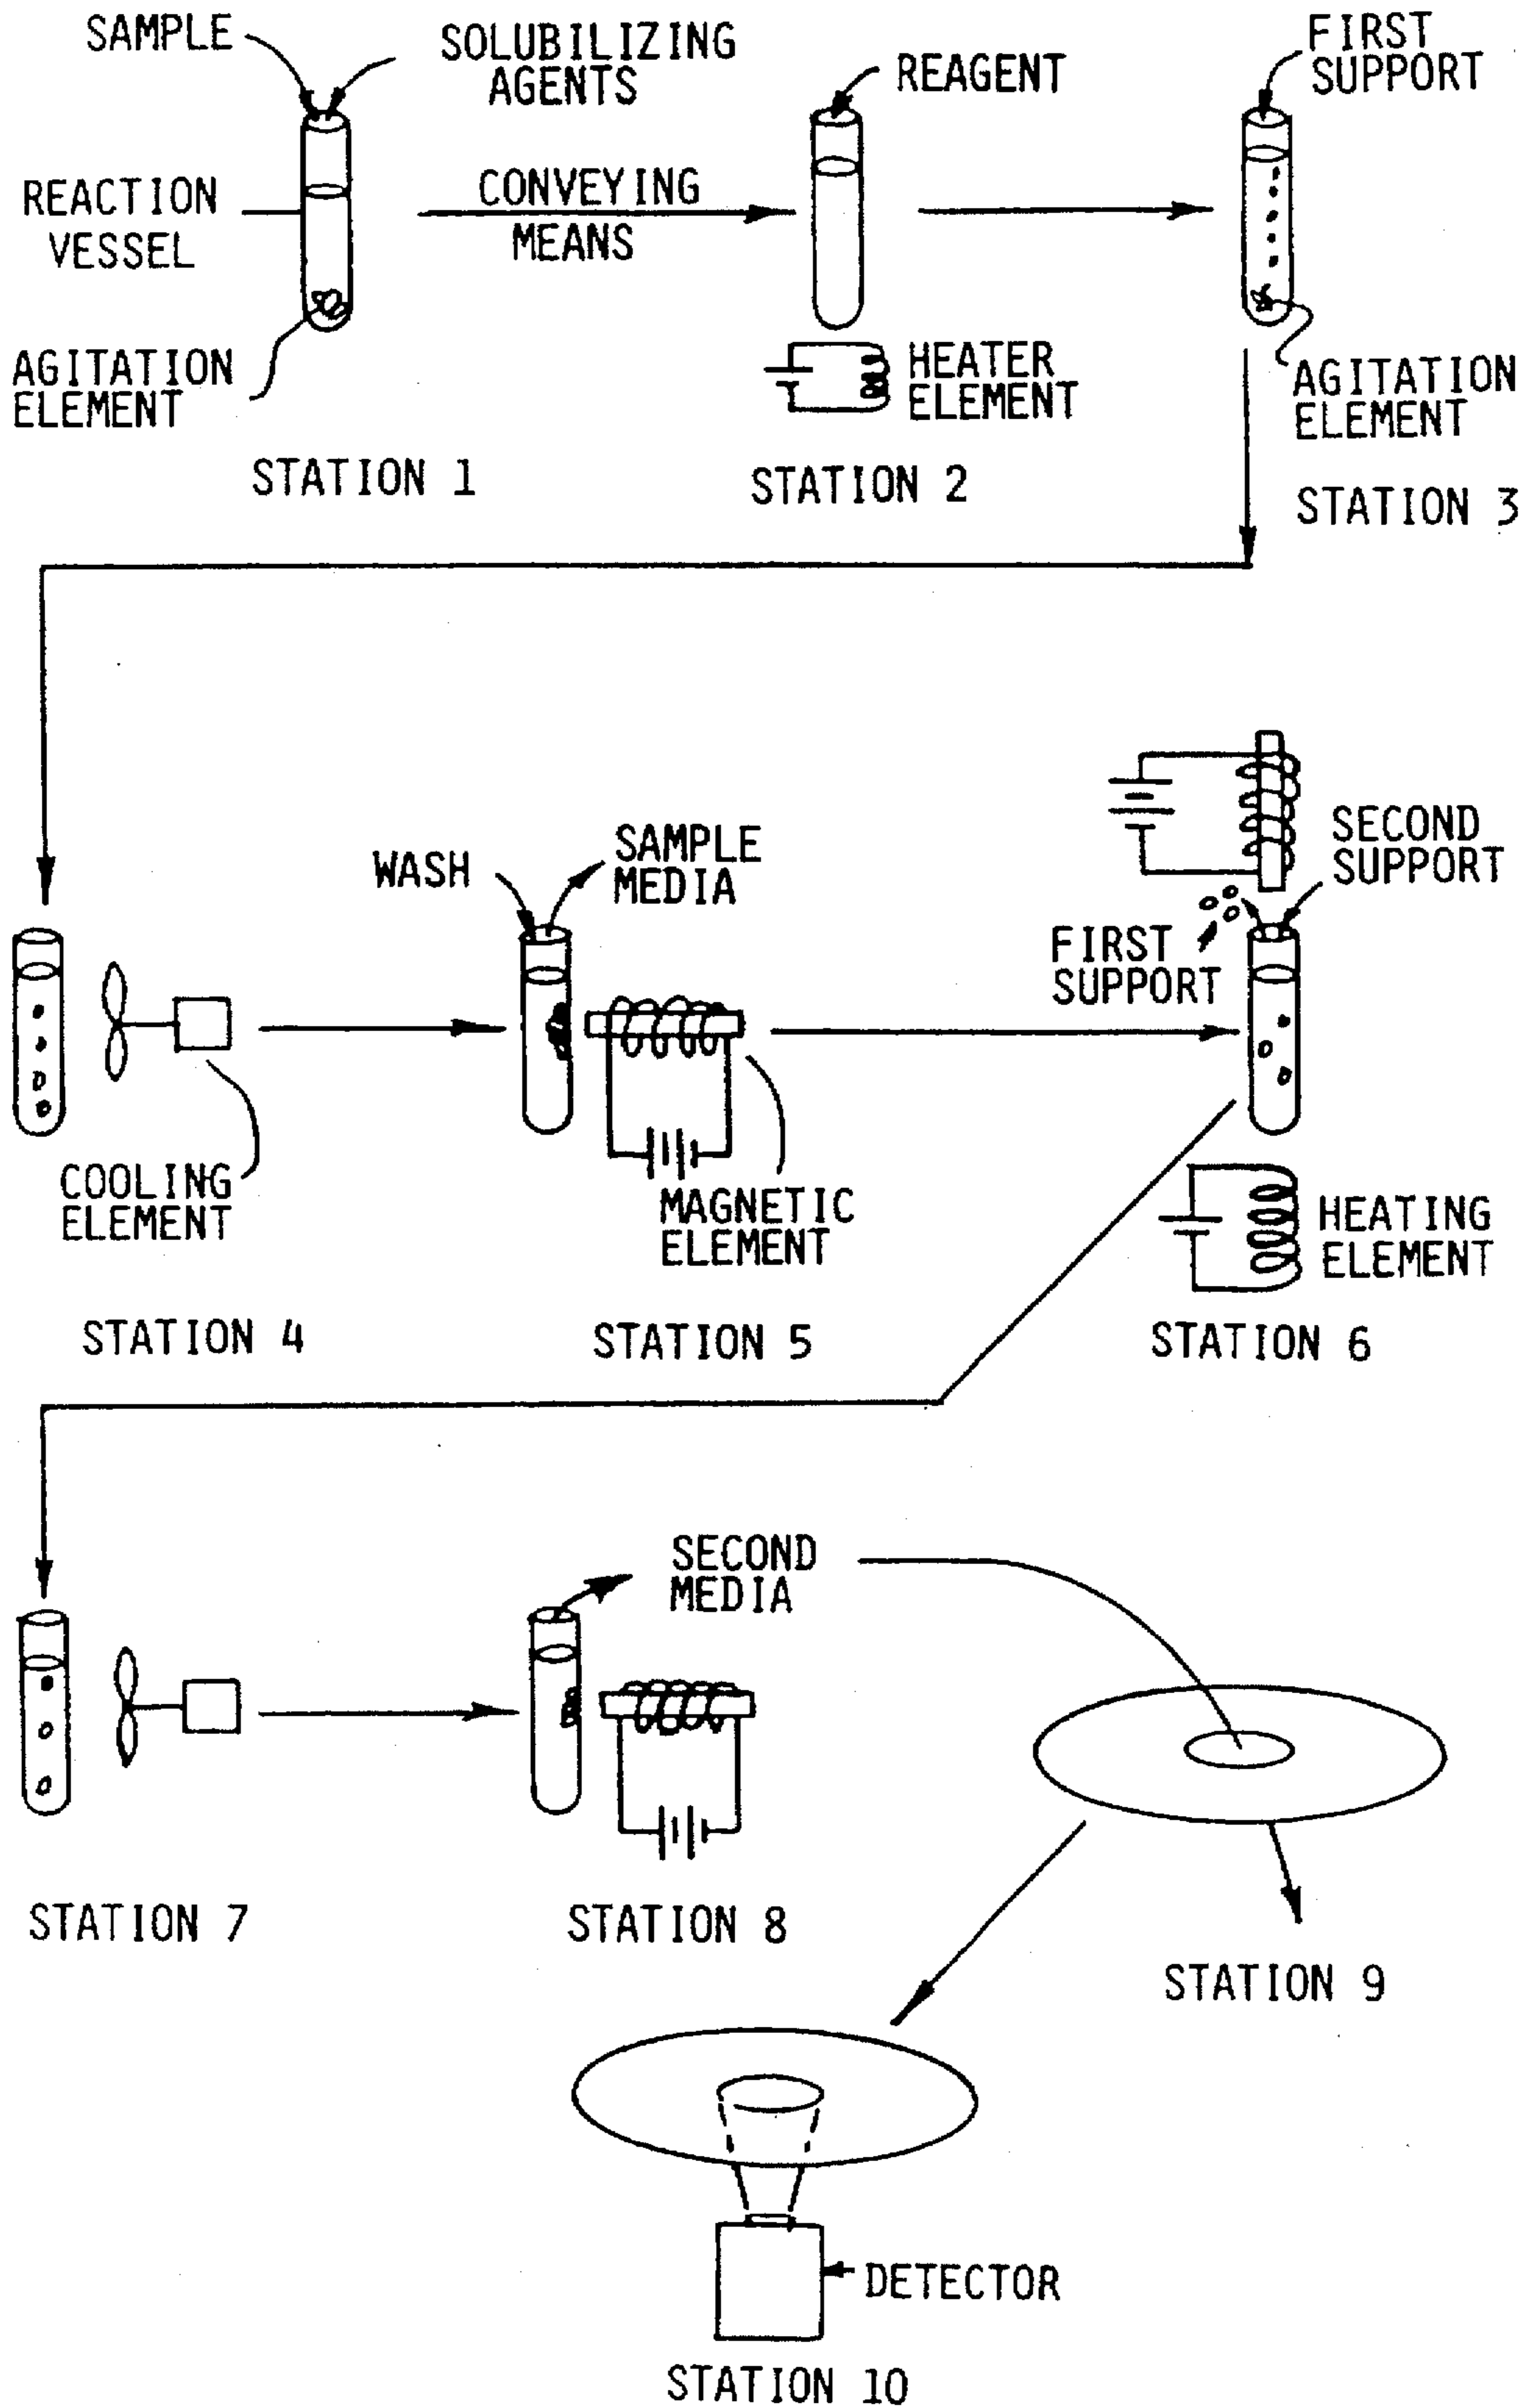 SAMPLE
SOLUBILIZING
AGENTS
REAGENT
FIRST
SUPPORT
REACTION
VESSEL
CONVEYING
MEANS
AGITATION
ELEMENT
HEATER
ELEMENT
AGITATION
ELEMENT
STATION 1
STATION 2
STATION 3
WASH
SAMPLE
MEDIA
SECOND
SUPPORT
FIRST
SUPPORT
COOLING
ELEMENT
MAGNETIC
ELEMENT
HEATING
ELEMENT
STATION 4
STATION 5
STATION 6
SECOND
MEDIA
STATION 7
STATION 8
STATION 9
DETECTOR
STATION 10